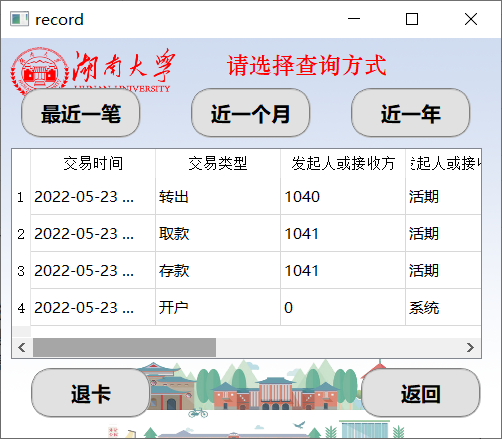 record
湖南大学
HUNAN UNIVERSITY
请选择查询方式
最近一笔 近一个月 近一年
交易时间 交易类型 发起人或接收方 发起人或接收
1 2022-05-23 ... 转出 1040 活期
2 2022-05-23 ... 取款 1041 活期
3 2022-05-23 ... 存款 1041 活期
4 2022-05-23 ... 开户 0 系统
退卡 返回